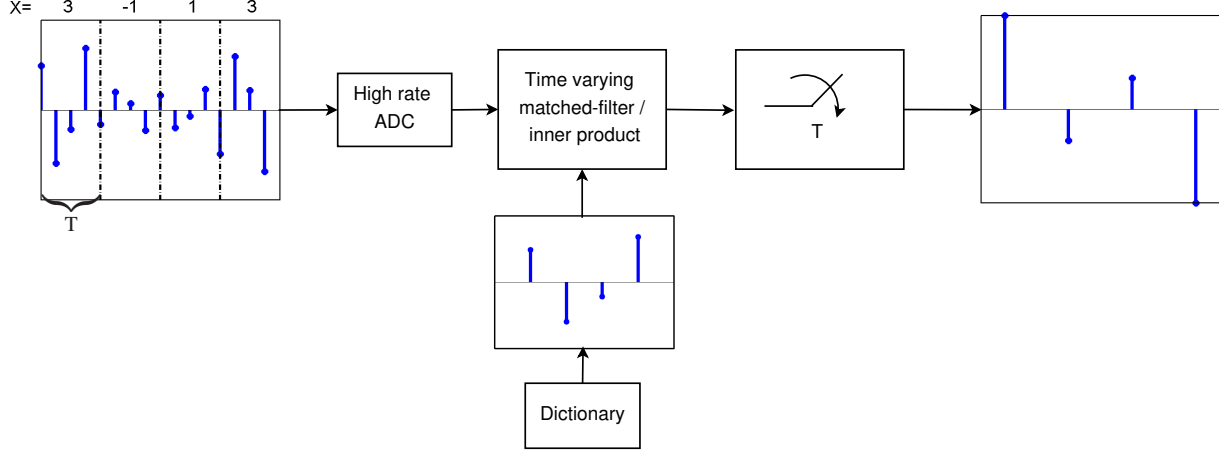 X= 3 -1 1 3
High rate
ADC
Time varying
matched-filter /
inner product
T
T
Dictionary